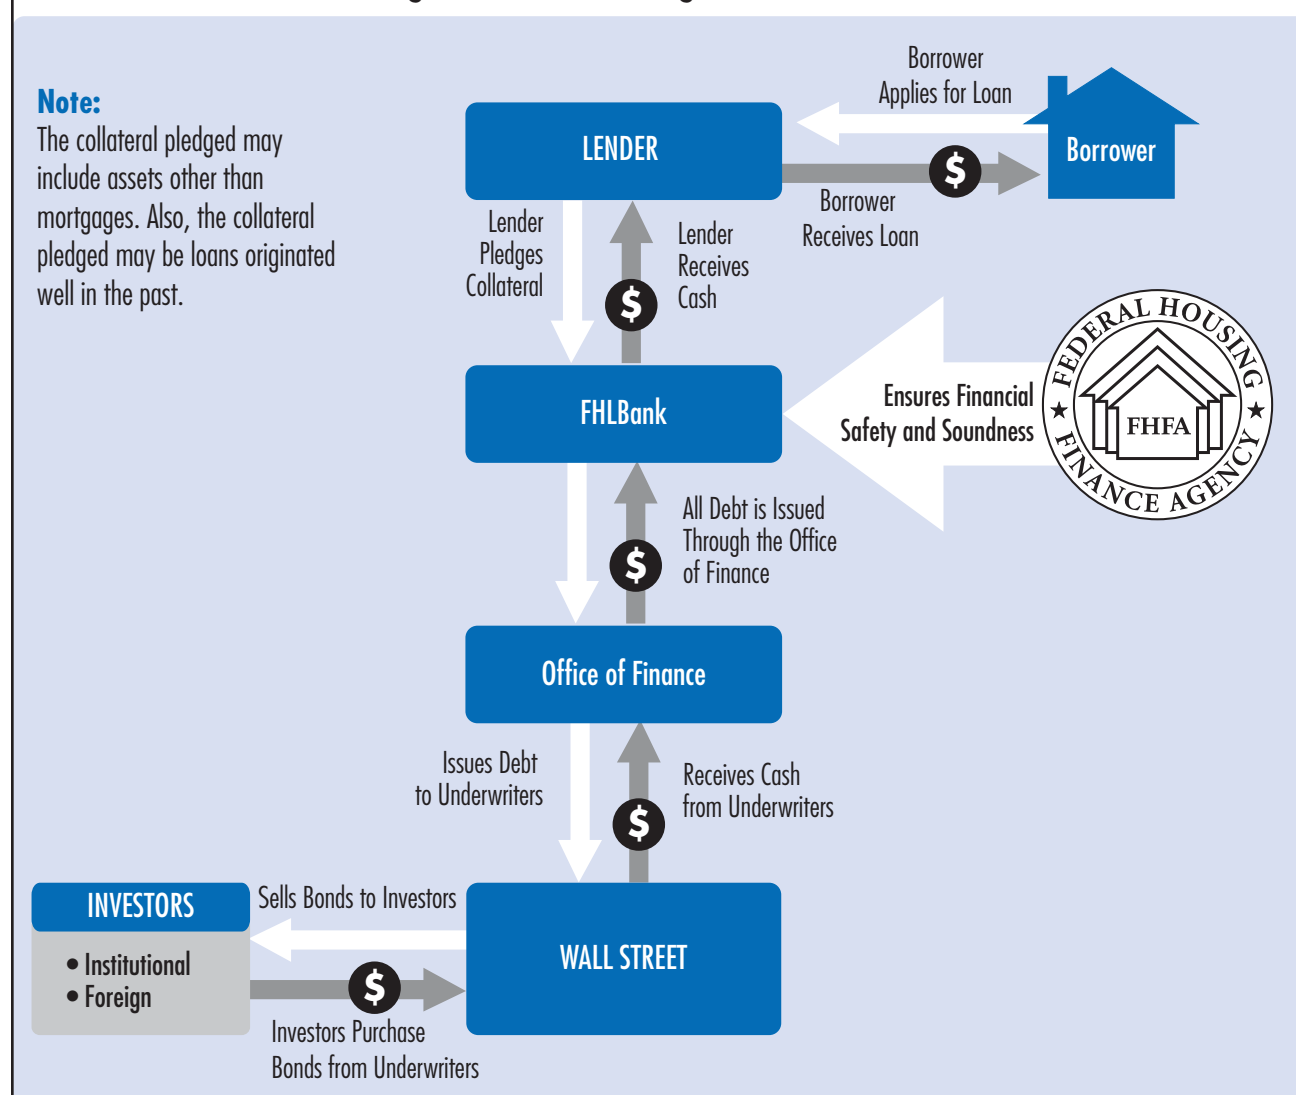 Note:
The collateral pledged may
include assets other than
mortgages. Also, the collateral
pledged may be loans originated
well in the past.
Borrower
Applies for Loan
LENDER
Borrower
$
Borrower
Receives Loan
Lender
Pledges
Collateral
Lender
Receives
Cash
$
FEDERAL HOUSING
FINANCE AGENCY
FHFA
Ensures Financial
Safety and Soundness
FHLBank
All Debt is Issued
Through the Office
of Finance
$
Office of Finance
Issues Debt
to Underwriters
Receives Cash
from Underwriters
$
INVESTORS
• Institutional
• Foreign
Sells Bonds to Investors
WALL STREET
$
Investors Purchase
Bonds from Underwriters